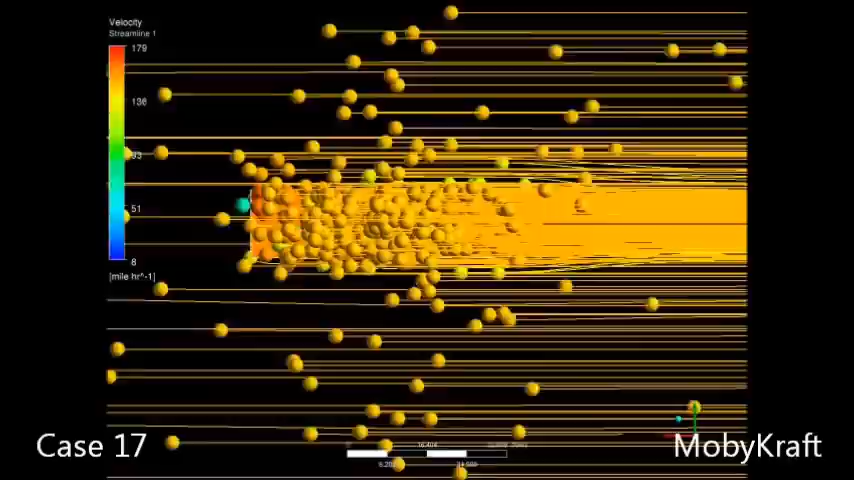 Velocity
Streamline 1
179
136
93
51
8
[mile hr^-1]
Case 17
MobyKraft